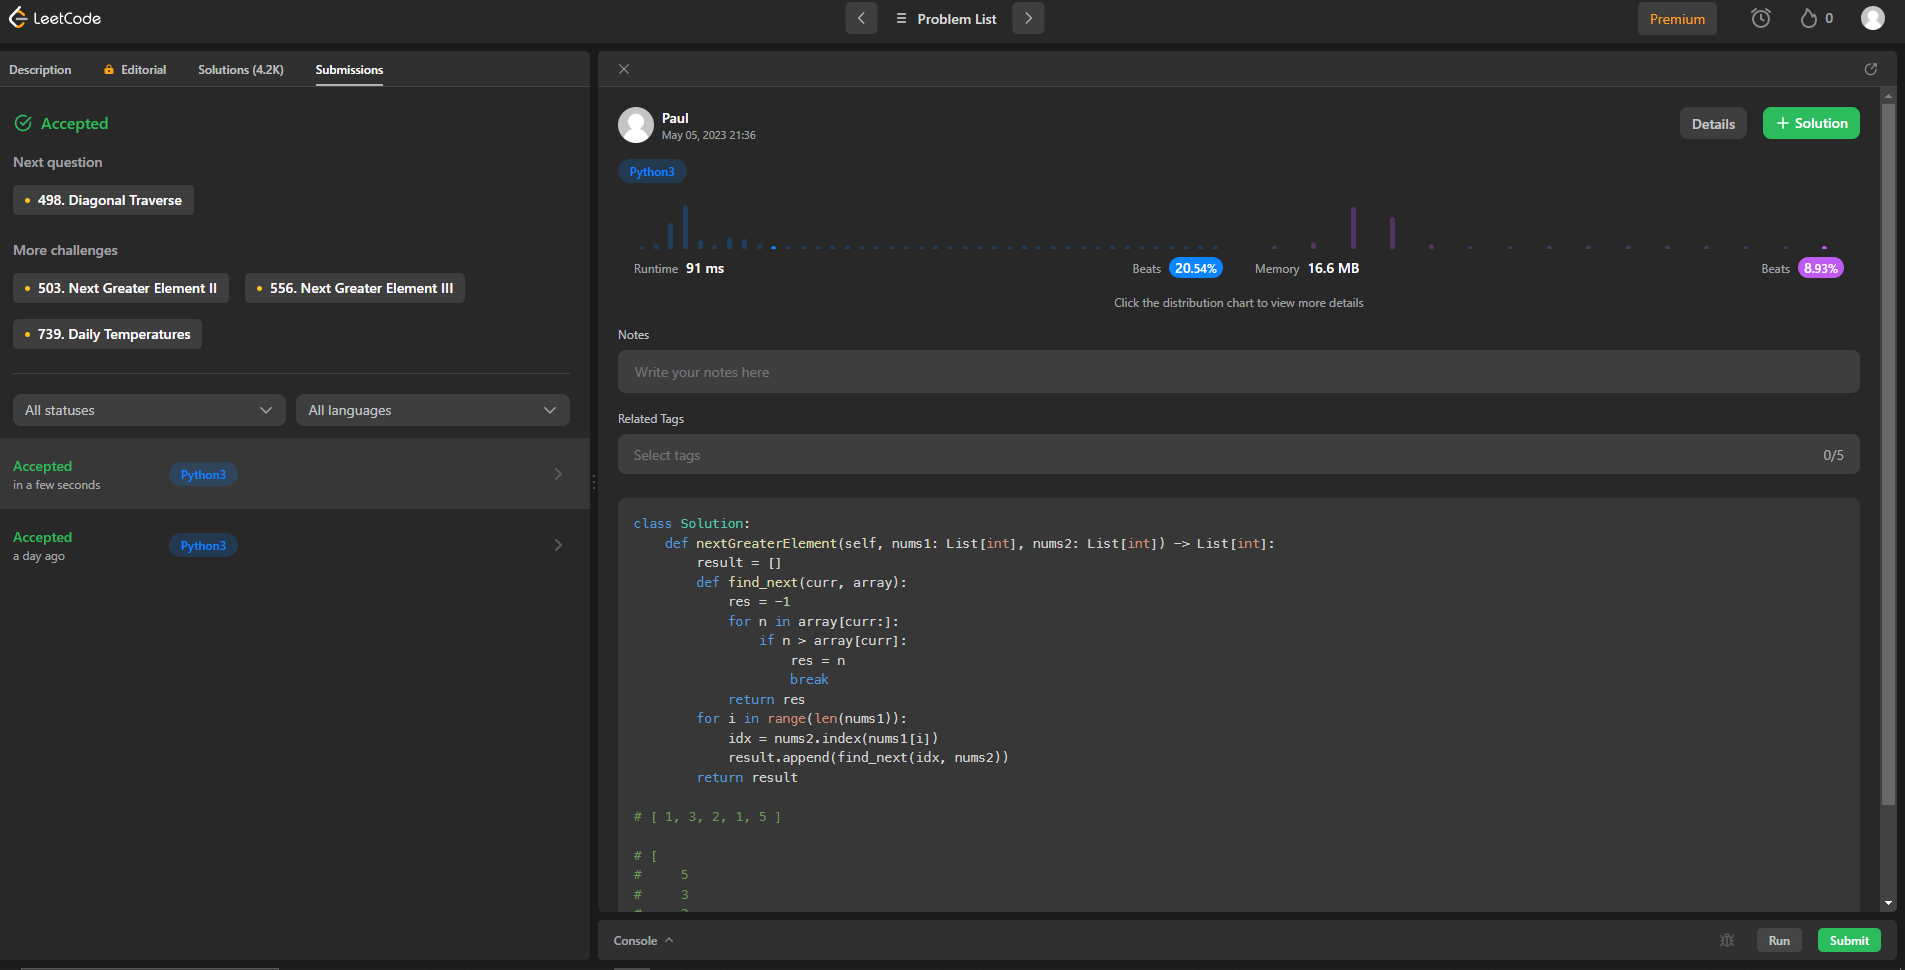 LeetCode
Problem List
Premium
0
Description
Editorial
Solutions (4.2K)
Submissions
Accepted
Next question
498. Diagonal Traverse
More challenges
503. Next Greater Element II
556. Next Greater Element III
739. Daily Temperatures
All statuses
All languages
Accepted
in a few seconds
Python3
Accepted
a day ago
Python3
Paul
May 05, 2023 21:36
Details
+ Solution
Python3
Runtime 91 ms
Beats 20.54%
Memory 16.6 MB
Beats 8.93%
Click the distribution chart to view more details
Notes
Write your notes here
Related Tags
Select tags
0/5
class Solution:
    def nextGreaterElement(self, nums1: List[int], nums2: List[int]) -> List[int]:
        result = []
        def find_next(curr, array):
            res = -1
            for n in array[curr:]:
                if n > array[curr]:
                    res = n
                    break
            return res
        for i in range(len(nums1)):
            idx = nums2.index(nums1[i])
            result.append(find_next(idx, nums2))
        return result
# [ 1, 3, 2, 1, 5 ]
# [
#     5
#     3
Console
Run
Submit